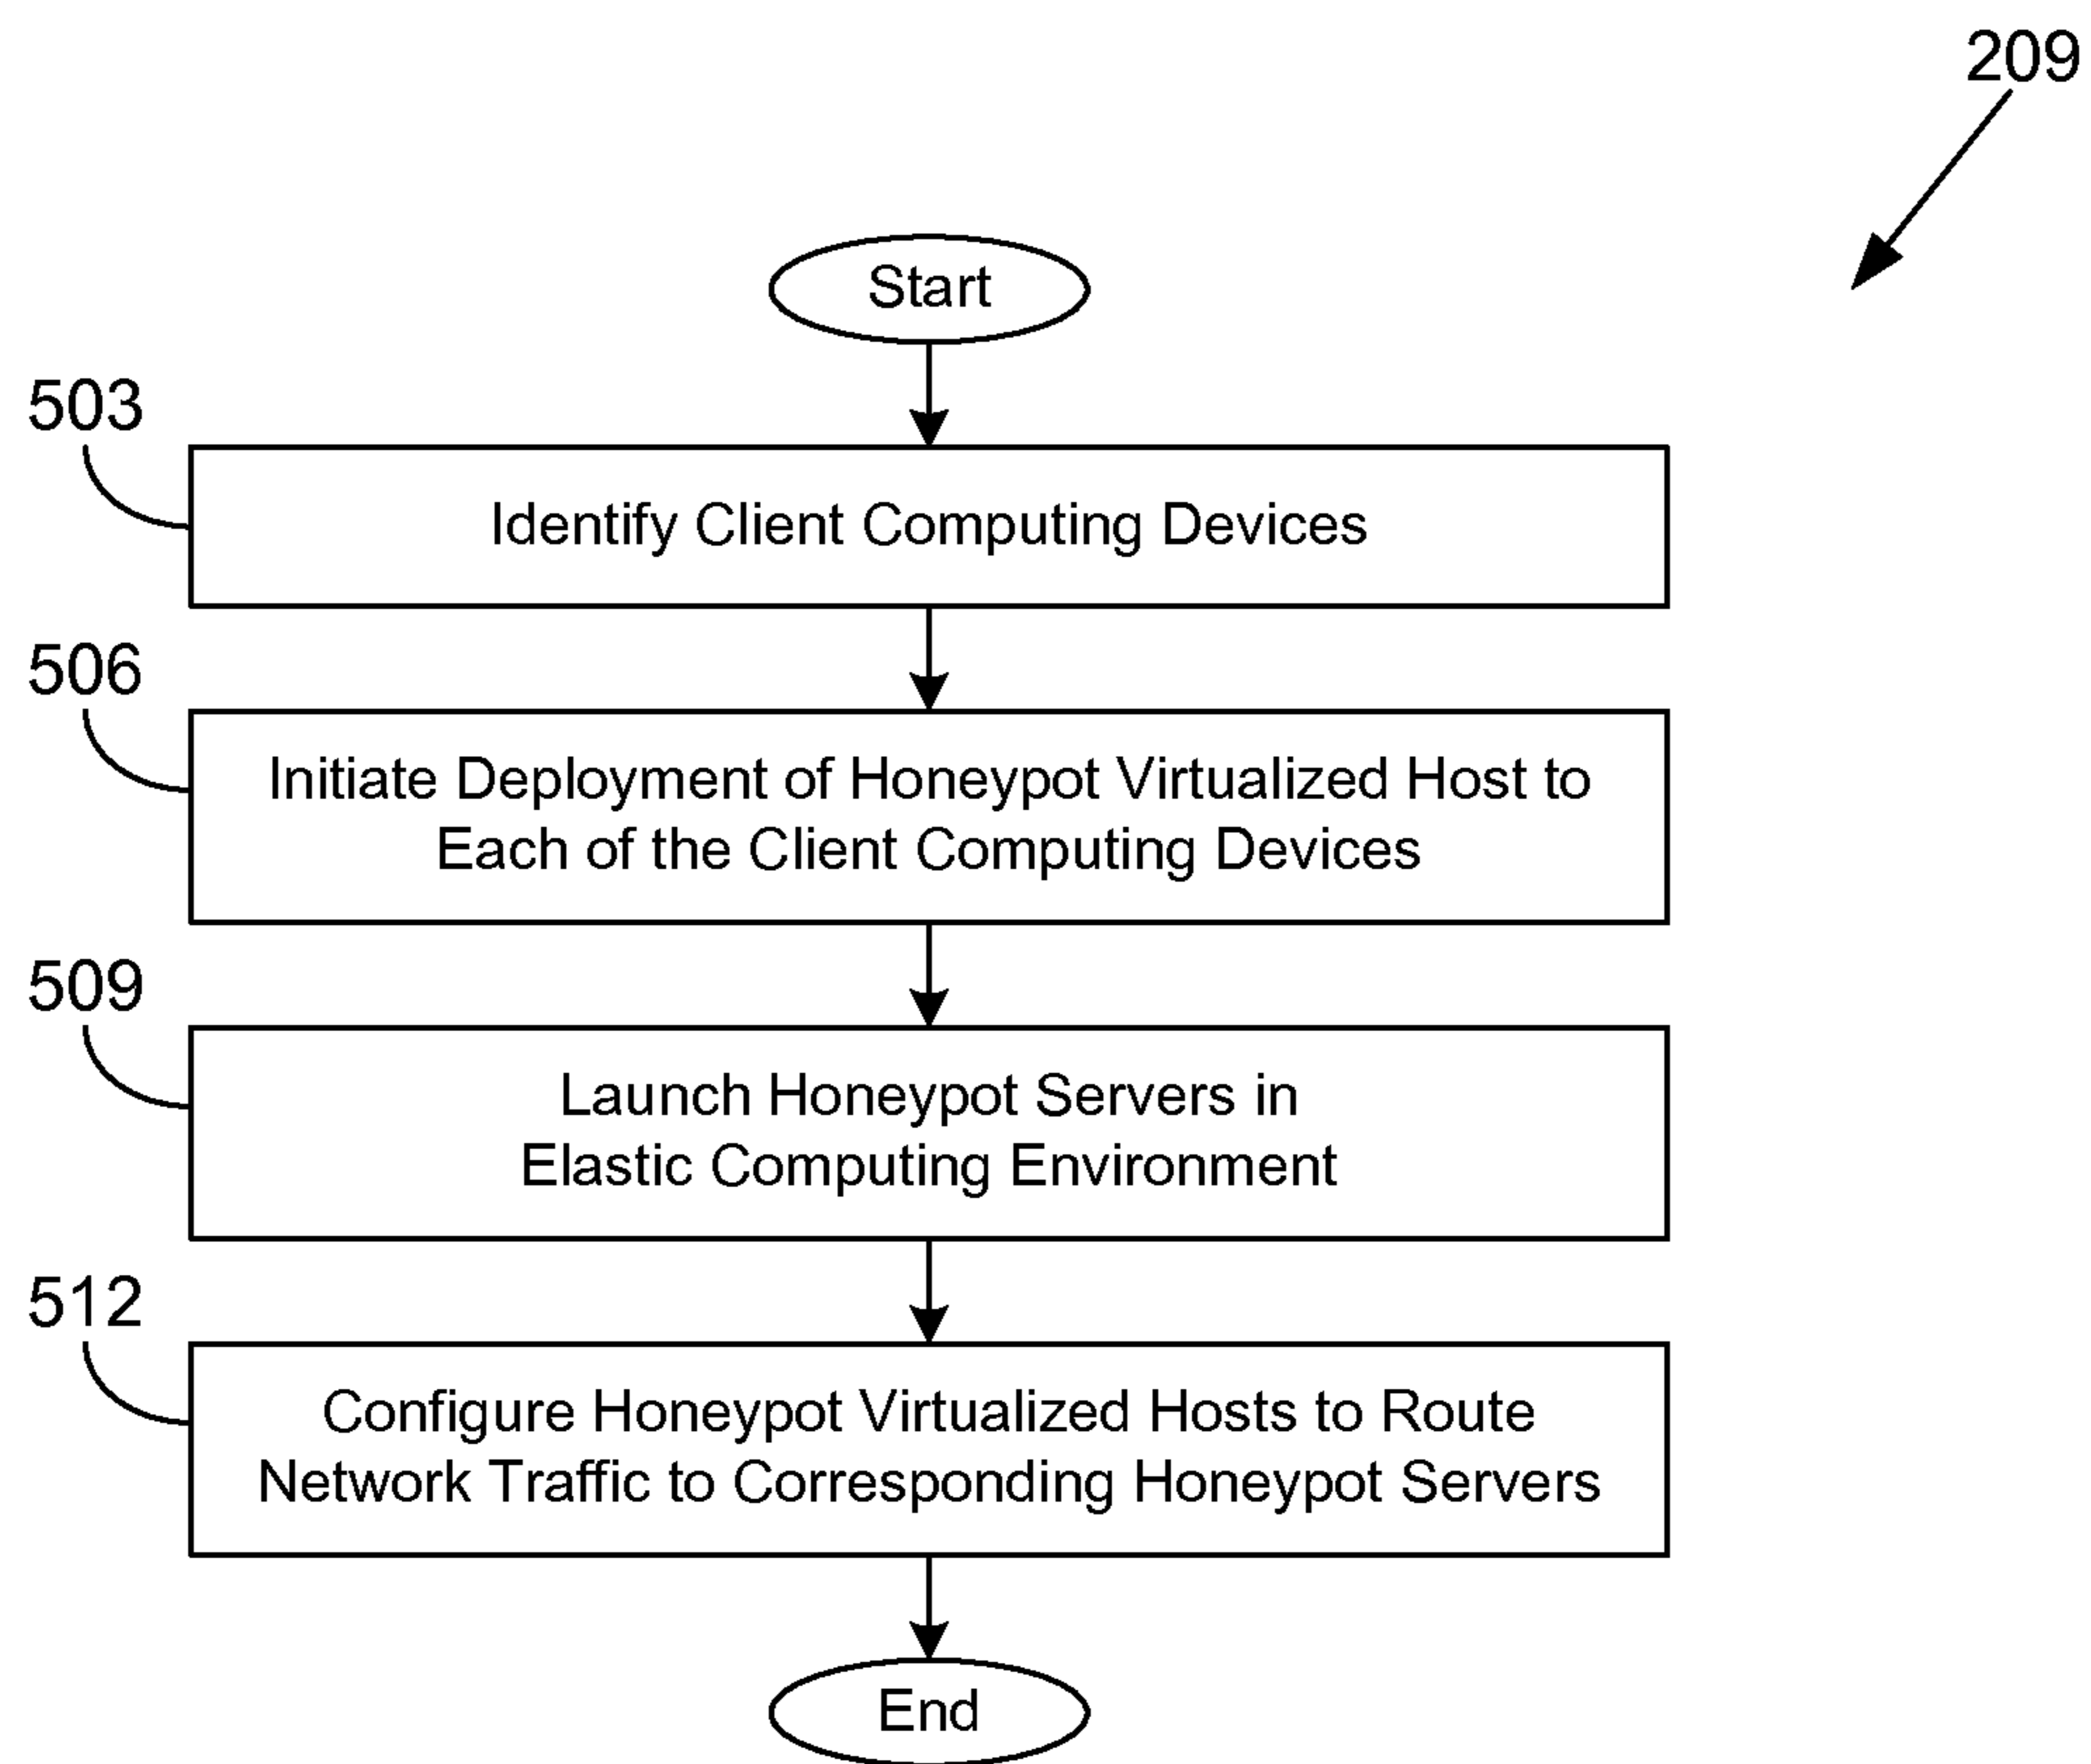 209
Start
503
Identify Client Computing Devices
506
Initiate Deployment of Honeypot Virtualized Host to
Each of the Client Computing Devices
509
Launch Honeypot Servers in
Elastic Computing Environment
512
Configure Honeypot Virtualized Hosts to Route
Network Traffic to Corresponding Honeypot Servers
End